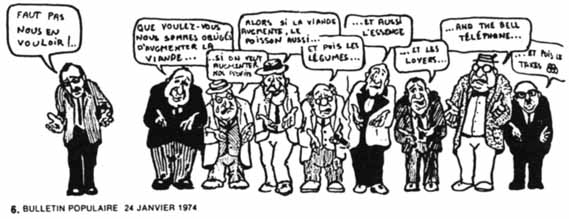 FAUT PAS
NOUS EN
VOULOIR!..
QUE VOULEZ-VOUS
NOUS SOMMES OBLIGÉS
D'AUGMENTER LA
VIANDE...
...SI ON VEUT
AUGMENTER
NOS PROFITS
ALORS SI LA VIANDE
AUGMENTE, LE
POISSON AUSSI...
ET PUIS LES
LÉGUMES...
...ET AUSSI
L'ESSENCE
...ET LES
LOYERS...
...AND THE BELL
TÉLÉPHONE...
...ET PUIS LE
TAXES
6. BULLETIN POPULAIRE 24 JANVIER 1974